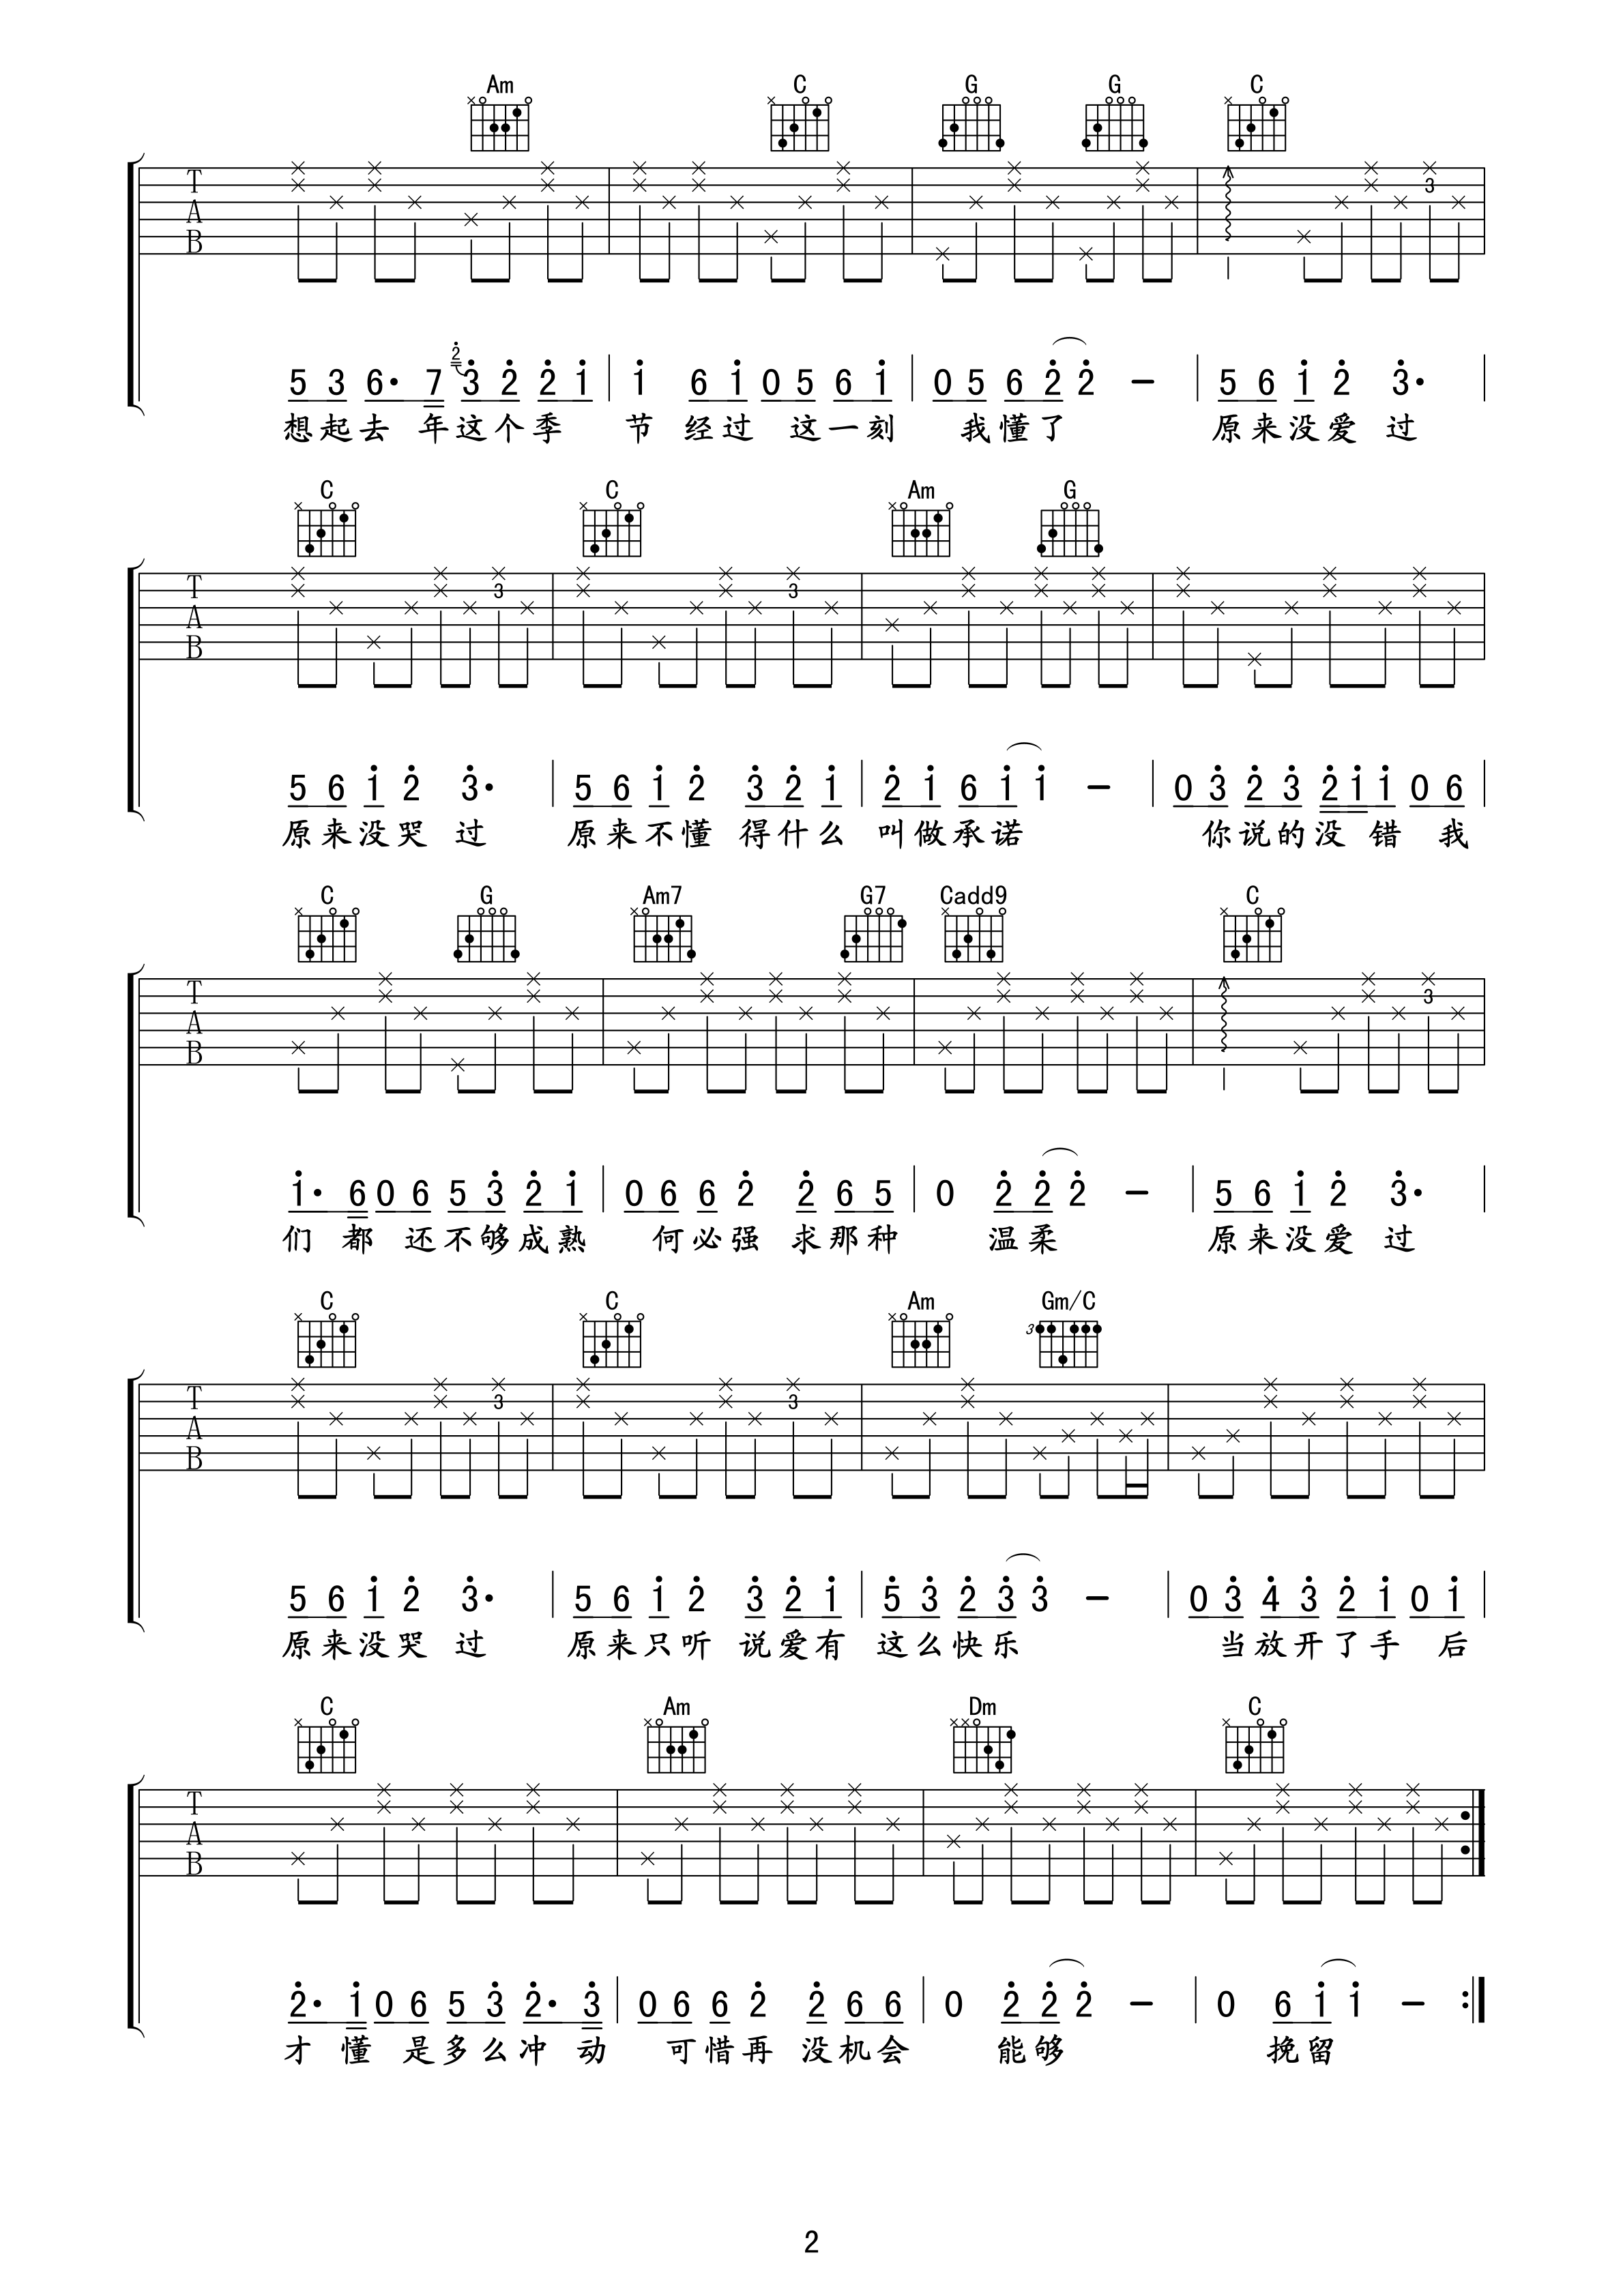 Am C G G C
T 3
A
B
5 3 6· 7 2 3 2 2 1 1 6 1 0 5 6 1 0 5 6 2 2 – 5 6 1 2 3·
想起去 年这个季 节 经过 这一刻 我懂了 原来没爱 过
C C Am G
T 3 3
A
B
5 6 1 2 3· 5 6 1 2 3 2 1 2 1 6 1 1 – 0 3 2 3 2 1 1 0 6
原来没哭 过 原来不懂 得什么 叫做承诺 你说的没 错 我
C G Am7 G7 Cadd9 C
T 3
A
B
1· 6 0 6 5 3 2 1 0 6 6 2 2 6 5 0 2 2 2 – 5 6 1 2 3·
们 都 还不够成熟 何必强 求那种 温柔 原来没爱 过
C C Am Gm/C
3
T 3 3
A
B
5 6 1 2 3· 5 6 1 2 3 2 1 5 3 2 3 3 – 0 3 4 3 2 1 0 1
原来没哭 过 原来只听 说爱有 这么快乐 当放开了手 后
C Am Dm C
T
A
B
2· 1 0 6 5 3 2· 3 0 6 6 2 2 6 6 0 2 2 2 – 0 6 1 1 –
才 懂 是多么冲 动 可惜再 没机会 能够 挽留
2